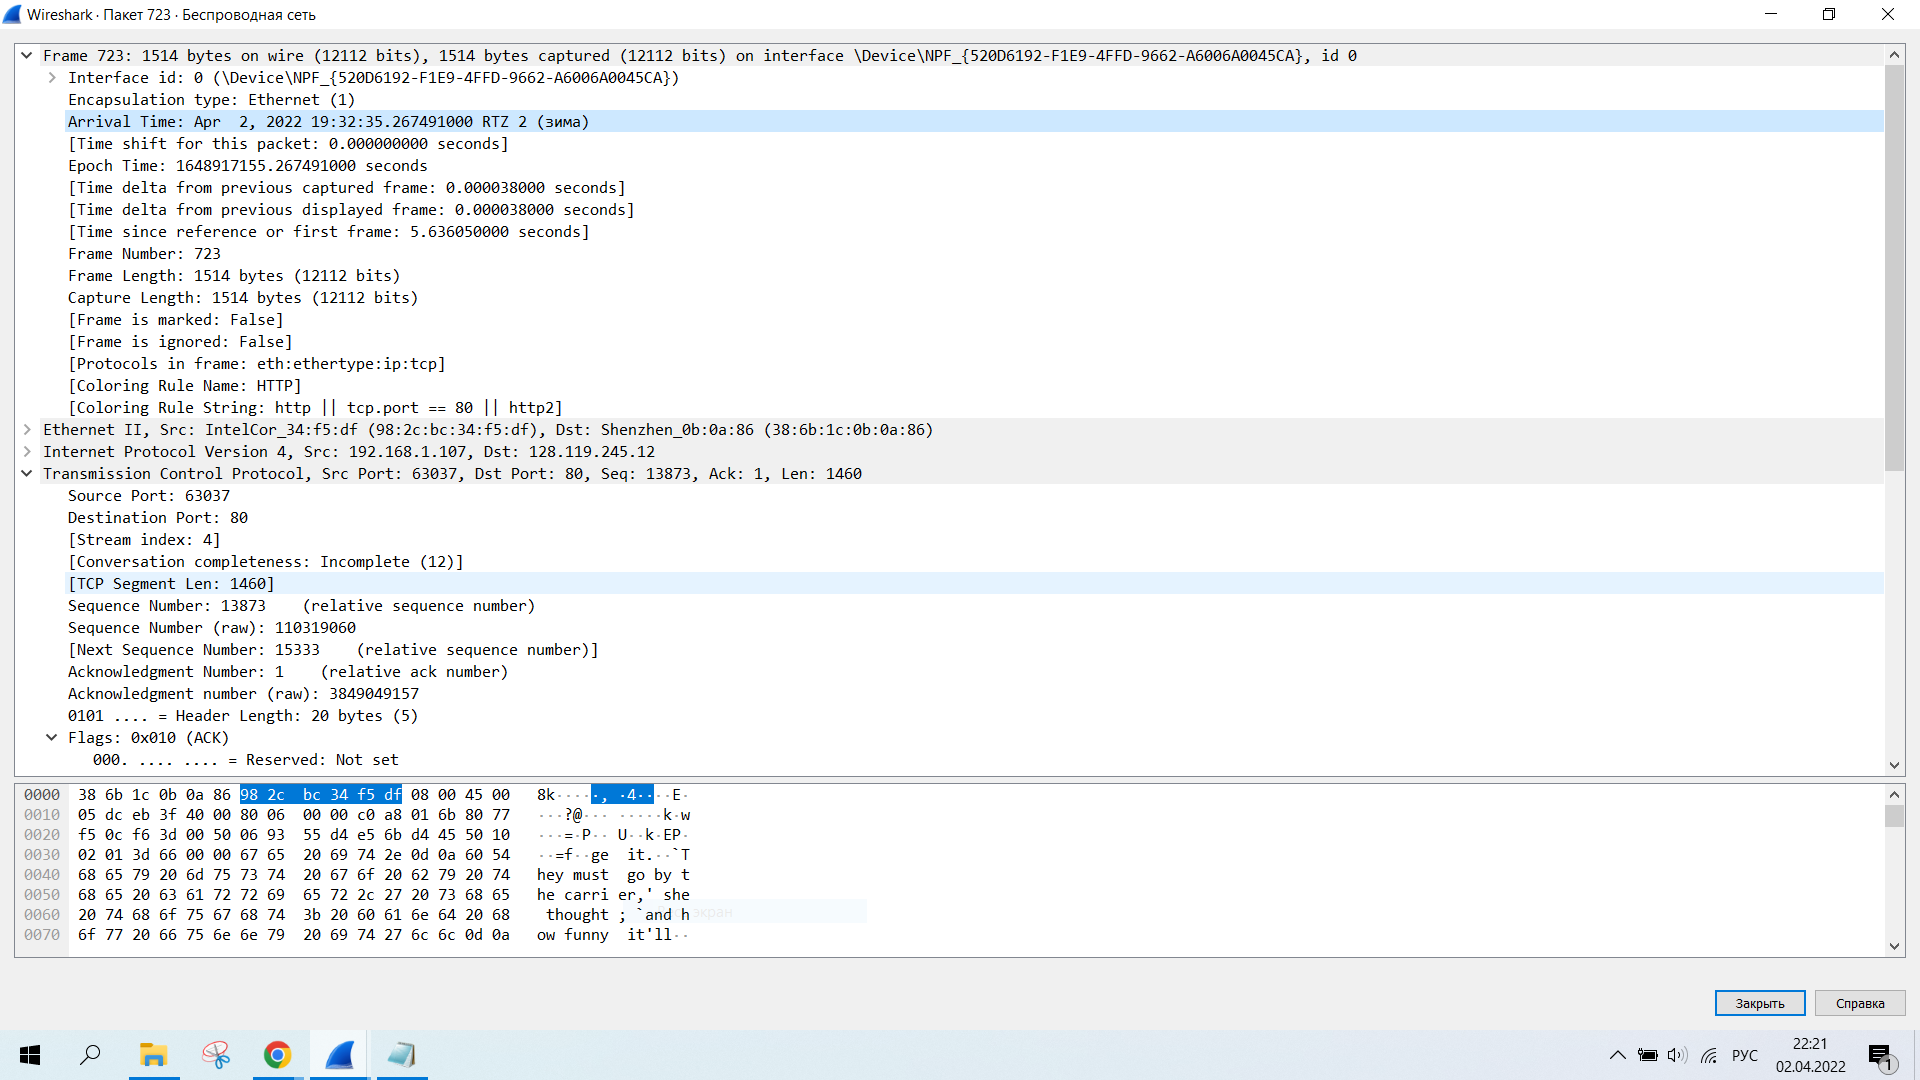 Wireshark · Пакет 723 · Беспроводная сеть
Frame 723: 1514 bytes on wire (12112 bits), 1514 bytes captured (12112 bits) on interface \Device\NPF_{520D6192-F1E9-4FFD-9662-A6006A0045CA}, id 0
Interface id: 0 (\Device\NPF_{520D6192-F1E9-4FFD-9662-A6006A0045CA})
Encapsulation type: Ethernet (1)
Arrival Time: Apr  2, 2022 19:32:35.267491000 RTZ 2 (зима)
[Time shift for this packet: 0.000000000 seconds]
Epoch Time: 1648917155.267491000 seconds
[Time delta from previous captured frame: 0.000038000 seconds]
[Time delta from previous displayed frame: 0.000038000 seconds]
[Time since reference or first frame: 5.636050000 seconds]
Frame Number: 723
Frame Length: 1514 bytes (12112 bits)
Capture Length: 1514 bytes (12112 bits)
[Frame is marked: False]
[Frame is ignored: False]
[Protocols in frame: eth:ethertype:ip:tcp]
[Coloring Rule Name: HTTP]
[Coloring Rule String: http || tcp.port == 80 || http2]
Ethernet II, Src: IntelCor_34:f5:df (98:2c:bc:34:f5:df), Dst: Shenzhen_0b:0a:86 (38:6b:1c:0b:0a:86)
Internet Protocol Version 4, Src: 192.168.1.107, Dst: 128.119.245.12
Transmission Control Protocol, Src Port: 63037, Dst Port: 80, Seq: 13873, Ack: 1, Len: 1460
Source Port: 63037
Destination Port: 80
[Stream index: 4]
[Conversation completeness: Incomplete (12)]
[TCP Segment Len: 1460]
Sequence Number: 13873    (relative sequence number)
Sequence Number (raw): 110319060
[Next Sequence Number: 15333    (relative sequence number)]
Acknowledgment Number: 1    (relative ack number)
Acknowledgment number (raw): 3849049157
0101 .... = Header Length: 20 bytes (5)
Flags: 0x010 (ACK)
000. .... .... = Reserved: Not set
0000  38 6b 1c 0b 0a 86 98 2c  bc 34 f5 df 08 00 45 00   8k·····, ·4····E·
0010  05 dc eb 3f 40 00 80 06  00 00 c0 a8 01 6b 80 77   ···?@··· ·····k·w
0020  f5 0c f6 3d 00 50 06 93  55 d4 e5 6b d4 45 50 10   ···=·P·· U··k·EP·
0030  02 01 3d 66 00 00 67 65  20 69 74 2e 0d 0a 60 54   ··=f··ge  it.··`T
0040  68 65 79 20 6d 75 73 74  20 67 6f 20 62 79 20 74   hey must  go by t
0050  68 65 20 63 61 72 72 69  65 72 2c 27 20 73 68 65   he carri er,' she
0060  20 74 68 6f 75 67 68 74  3b 20 60 61 6e 64 20 68    thought ; `and h
0070  6f 77 20 66 75 6e 6e 79  20 69 74 27 6c 6c 0d 0a   ow funny  it'll··
экран
Закрыть
Справка
РУС
22:21
02.04.2022
1